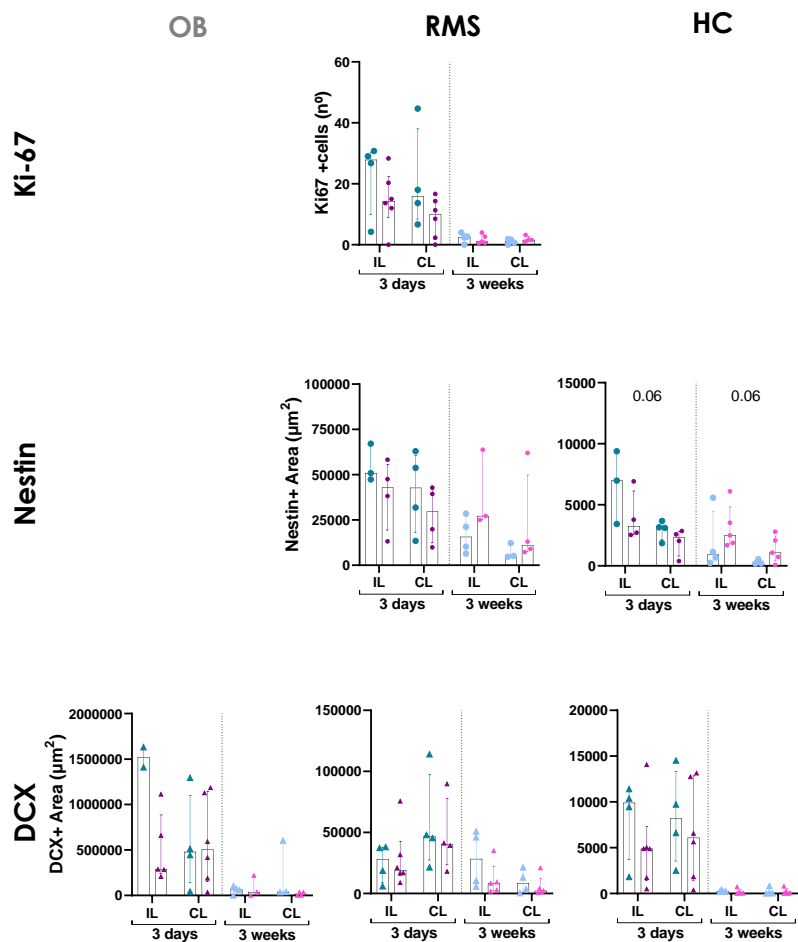 OB RMS HC
Ki-67
Ki67 +cells (nº)
60
40
20
0
IL CL IL CL
3 days 3 weeks
Nestin
Nestin+ Area (µm²)
100000
75000
50000
25000
0
IL CL IL CL
3 days 3 weeks
15000
10000
5000
0
0.06 0.06
IL CL IL CL
3 days 3 weeks
DCX
DCX+ Area (µm²)
2000000
1500000
1000000
500000
0
IL CL IL CL
3 days 3 weeks
150000
100000
50000
0
IL CL IL CL
3 days 3 weeks
20000
15000
10000
5000
0
IL CL IL CL
3 days 3 weeks